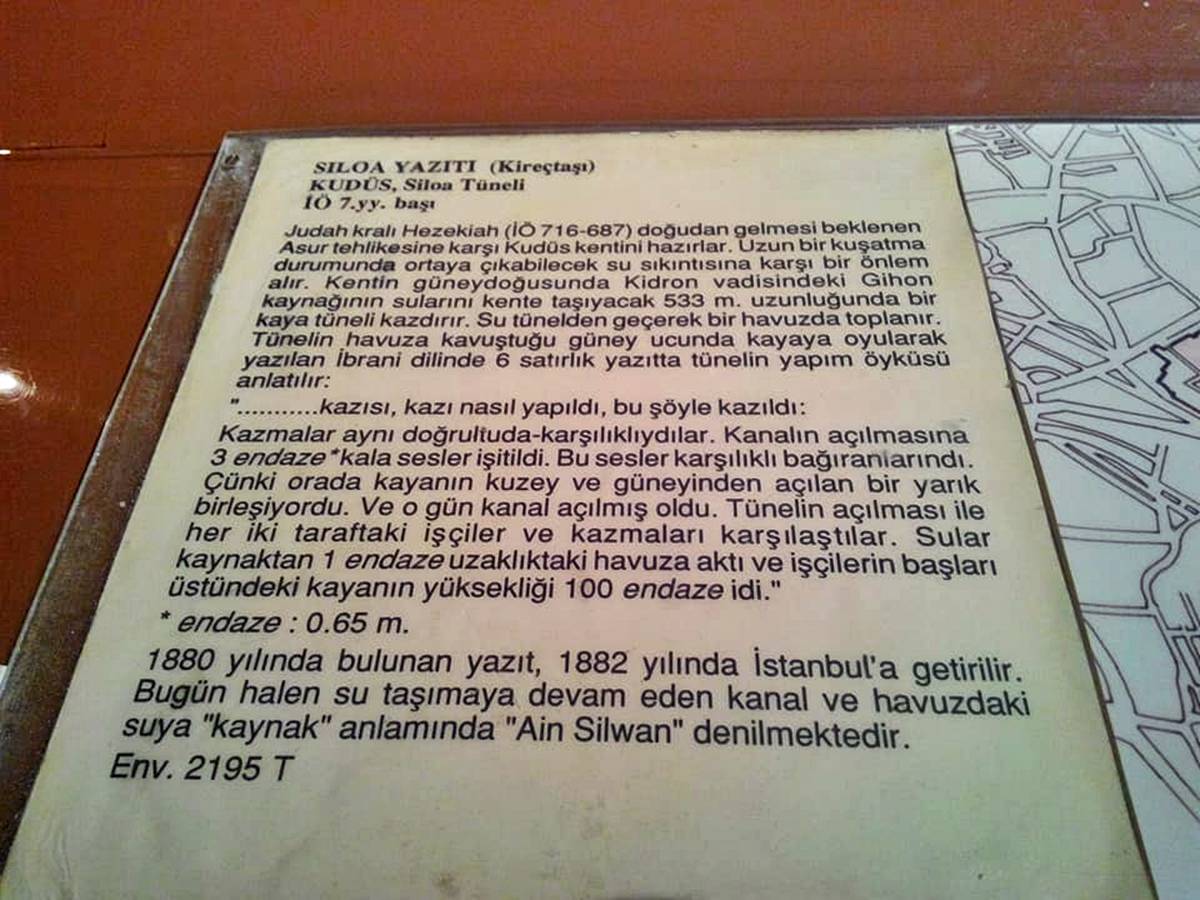 SILOA YAZITI (Kireçtaşı)
KUDÜS, Siloa Tüneli
İÖ 7.yy. başı
Judah kralı Hezekiah (İÖ 716-687) doğudan gelmesi beklenen
Asur tehlikesine karşı Kudüs kentini hazırlar. Uzun bir kuşatma
durumunda ortaya çıkabilecek su sıkıntısına karşı bir önlem
alır. Kentin güneydoğusunda Kidron vadisindeki Gihon
kaynağının sularını kente taşıyacak 533 m. uzunluğunda bir
kaya tüneli kazdırır. Su tünelden geçerek bir havuzda toplanır.
Tünelin havuza kavuştuğu güney ucunda kayaya oyularak
yazılan İbrani dilinde 6 satırlık yazıtta tünelin yapım öyküsü
anlatılır:
"...........kazısı, kazı nasıl yapıldı, bu şöyle kazıldı:
Kazmalar aynı doğrultuda-karşılıklıydılar. Kanalın açılmasına
3 endaze*kala sesler işitildi. Bu sesler karşılıklı bağıranlarındı.
Çünki orada kayanın kuzey ve güneyinden açılan bir yarık
birleşiyordu. Ve o gün kanal açılmış oldu. Tünelin açılması ile
her iki taraftaki işçiler ve kazmaları karşılaştılar. Sular
kaynaktan 1 endaze uzaklıktaki havuza aktı ve işçilerin başları
üstündeki kayanın yüksekliği 100 endaze idi."
* endaze : 0.65 m.
1880 yılında bulunan yazıt, 1882 yılında İstanbul'a getirilir.
Bugün halen su taşımaya devam eden kanal ve havuzdaki
suya "kaynak" anlamında "Ain Silwan" denilmektedir.
Env. 2195 T